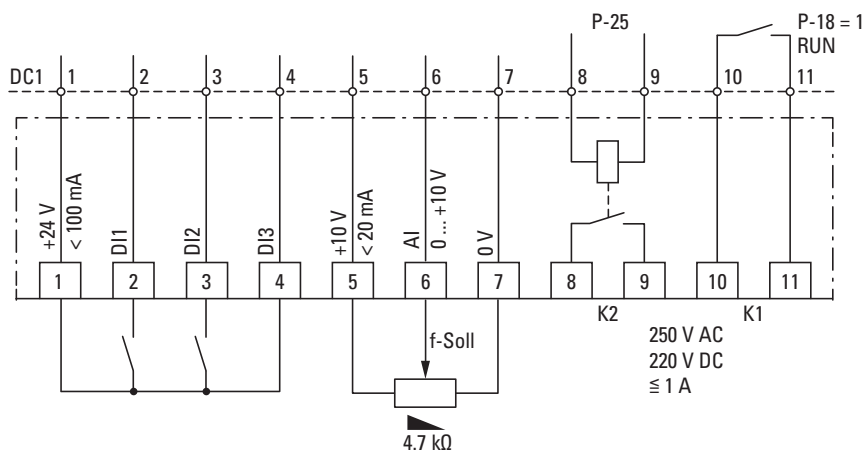 P-25
P-18 = 1
RUN
DC1 1 2 3 4 5 6 7 8 9 10 11
+24 V
< 100 mA
DI1
DI2
DI3
+10 V
< 20 mA
AI
0 ... +10 V
0 V
1 2 3 4 5 6 7 8 9 10 11
K2 K1
f-Soll
250 V AC
220 V DC
≦ 1 A
4.7 kΩ